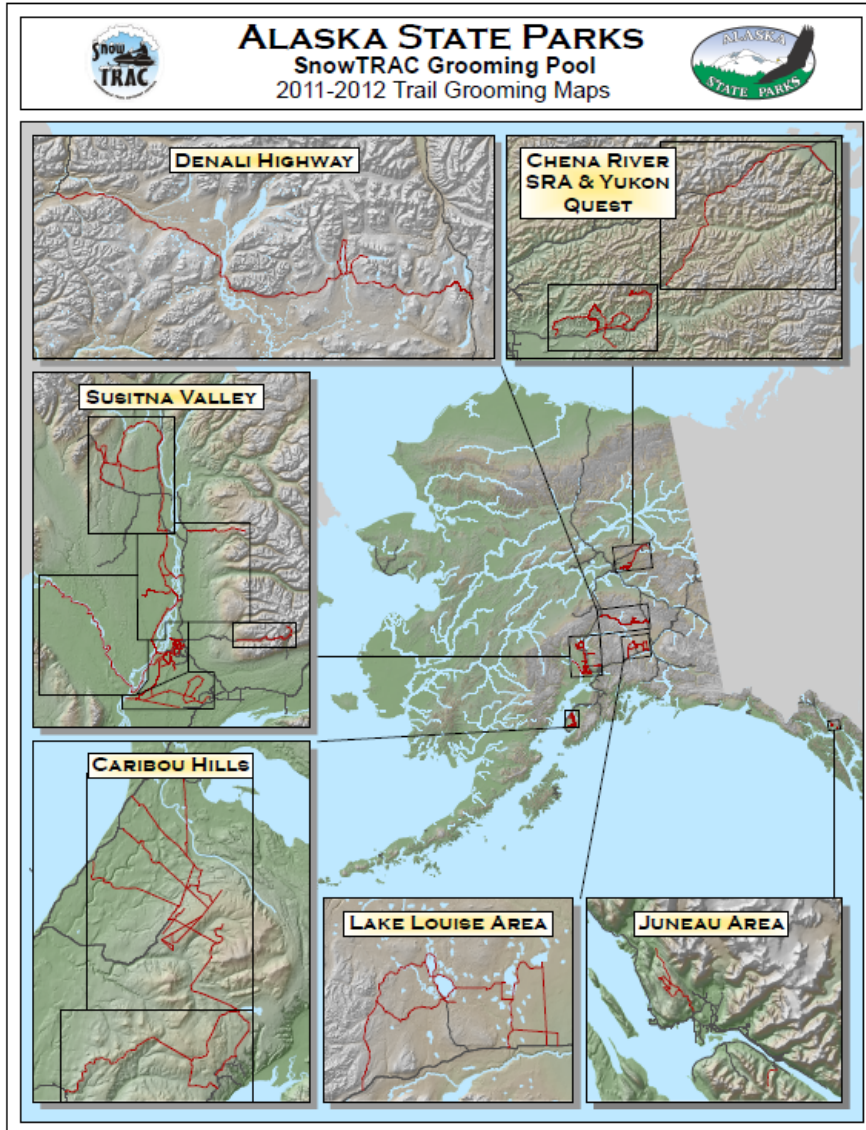 Snow
TRAC
ALASKA STATE PARKS
SnowTRAC Grooming Pool
2011-2012 Trail Grooming Maps
ALASKA
STATE PARKS
DENALI HIGHWAY
CHENA RIVER
SRA & YUKON
QUEST
SUSITNA VALLEY
CARIBOU HILLS
LAKE LOUISE AREA
JUNEAU AREA